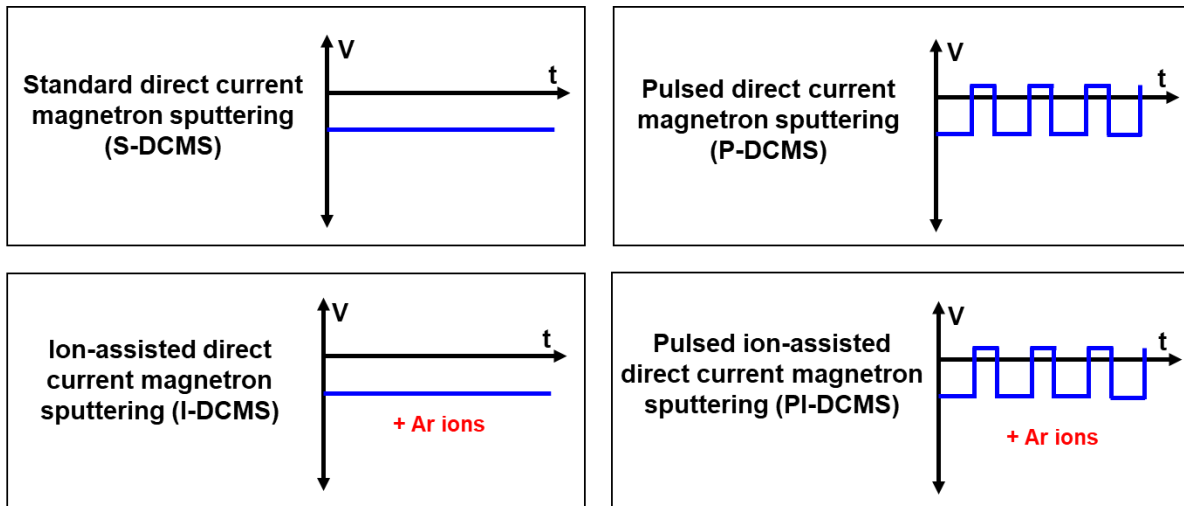 Standard direct current
magnetron sputtering
(S-DCMS)
V
t
Pulsed direct current
magnetron sputtering
(P-DCMS)
V
t
Ion-assisted direct
current magnetron
sputtering (I-DCMS)
V
t
+ Ar ions
Pulsed ion-assisted
direct current magnetron
sputtering (PI-DCMS)
V
t
+ Ar ions